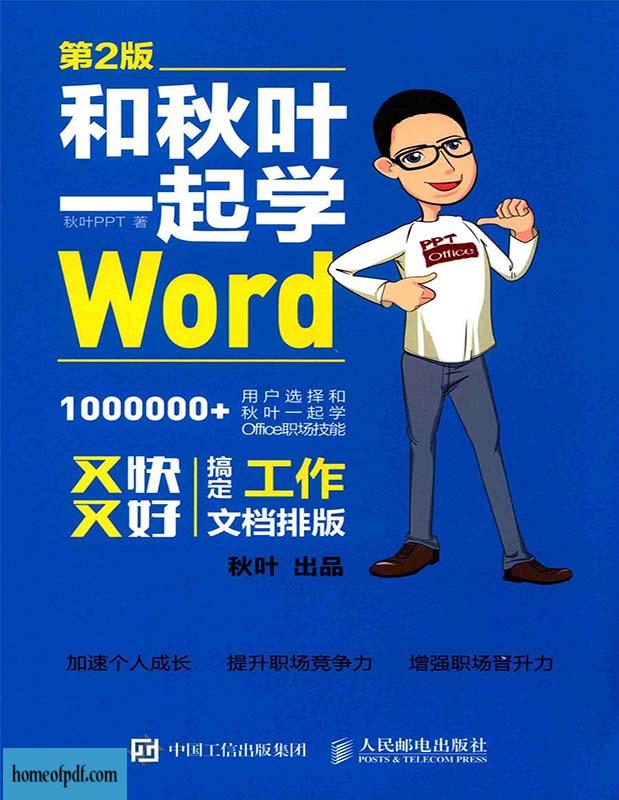 第2版
和秋叶
一起学
秋叶PPT 著
Word
PPT
Office
1000000+
用户选择和
秋叶一起学
Office职场技能
又快
又好
搞定
工作
文档排版
秋叶 出品
加速个人成长 提升职场竞争力 增强职场晋升力
中国工信出版集团
人民邮电出版社
POSTS & TELECOM PRESS
homeofpdf.com